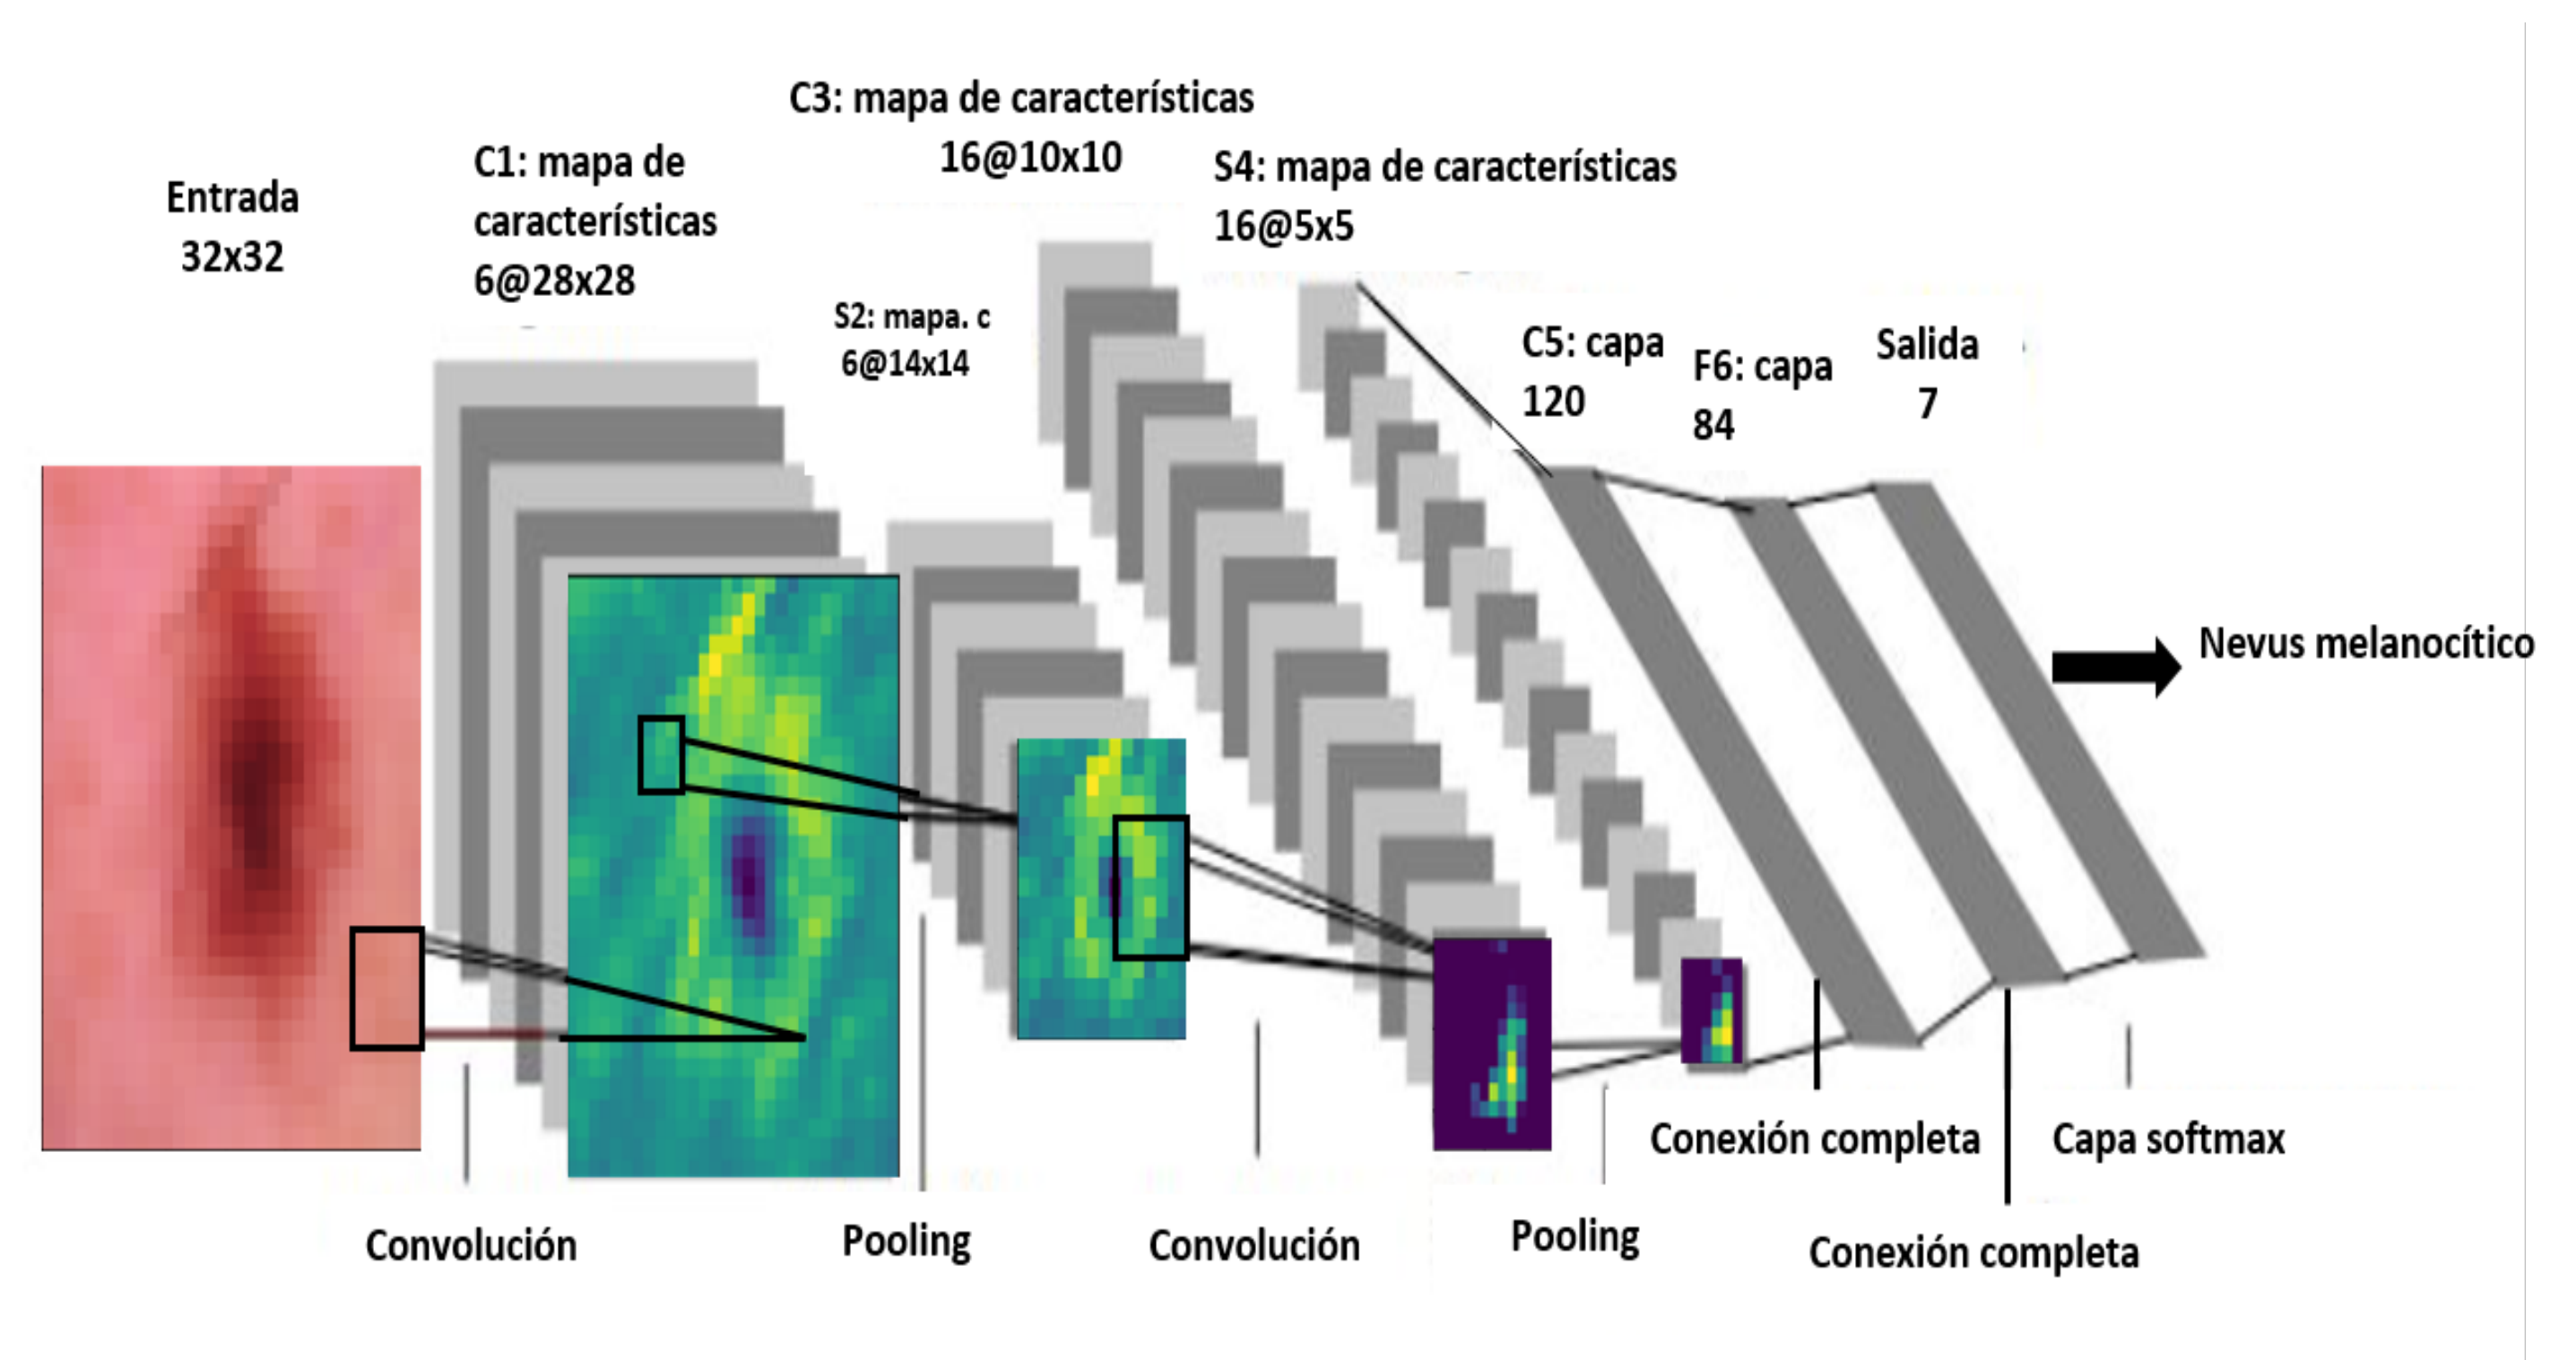 Entrada
32x32
C1: mapa de
características
6@28x28
C3: mapa de características
16@10x10
S2: mapa. c
6@14x14
S4: mapa de características
16@5x5
C5: capa
120
F6: capa
84
Salida
7
Nevus melanocítico
Conexión completa
Capa softmax
Convolución
Pooling
Convolución
Pooling
Conexión completa